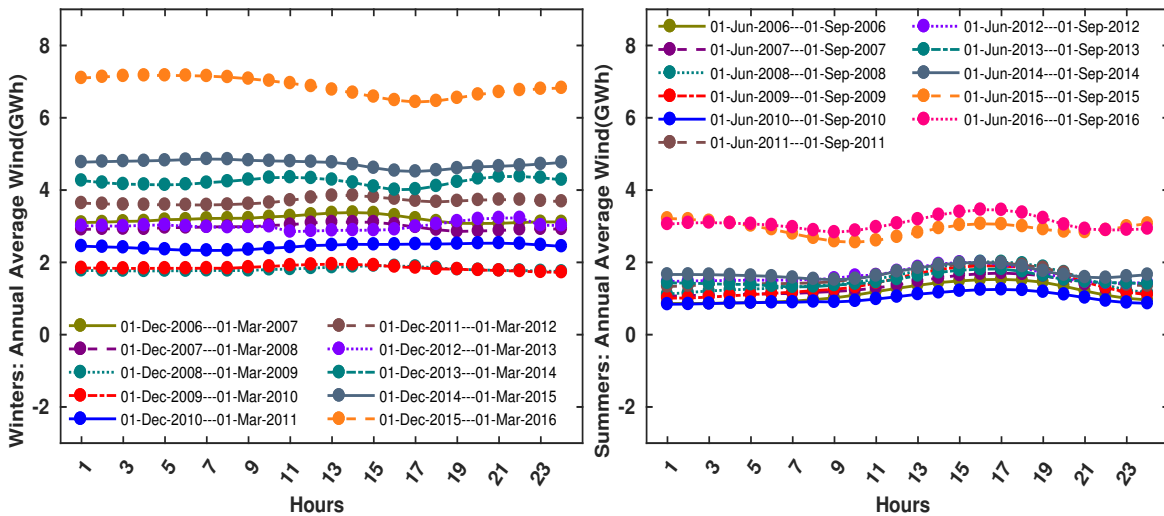 Winters: Annual Average Wind(GWh)
8
6
4
2
0
-2
01-Dec-2006---01-Mar-2007
01-Dec-2007---01-Mar-2008
01-Dec-2008---01-Mar-2009
01-Dec-2009---01-Mar-2010
01-Dec-2010---01-Mar-2011
01-Dec-2011---01-Mar-2012
01-Dec-2012---01-Mar-2013
01-Dec-2013---01-Mar-2014
01-Dec-2014---01-Mar-2015
01-Dec-2015---01-Mar-2016
1 3 5 7 9 11 13 15 17 19 21 23
Hours
Summers: Annual Average Wind(GWh)
8
6
4
2
0
-2
01-Jun-2006---01-Sep-2006
01-Jun-2007---01-Sep-2007
01-Jun-2008---01-Sep-2008
01-Jun-2009---01-Sep-2009
01-Jun-2010---01-Sep-2010
01-Jun-2011---01-Sep-2011
01-Jun-2012---01-Sep-2012
01-Jun-2013---01-Sep-2013
01-Jun-2014---01-Sep-2014
01-Jun-2015---01-Sep-2015
01-Jun-2016---01-Sep-2016
1 3 5 7 9 11 13 15 17 19 21 23
Hours